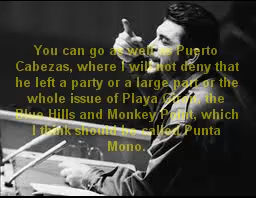 You can go as well as Puerto
Cabezas, where I will not deny that
he left a party or a large part or the
whole issue of Playa Giron, the
Blue Hills and Monkey Point, which
I think should be called Punta
Mono.